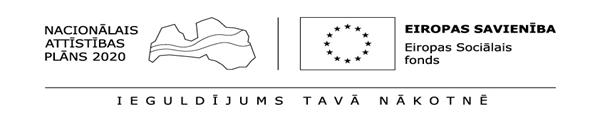 NACIONĀLAIS
ATTĪSTĪBAS
PLĀNS 2020
EIROPAS SAVIENĪBA
Eiropas Sociālais
fonds
IEGULDĪJUMS TAVĀ NĀKOTNĒ